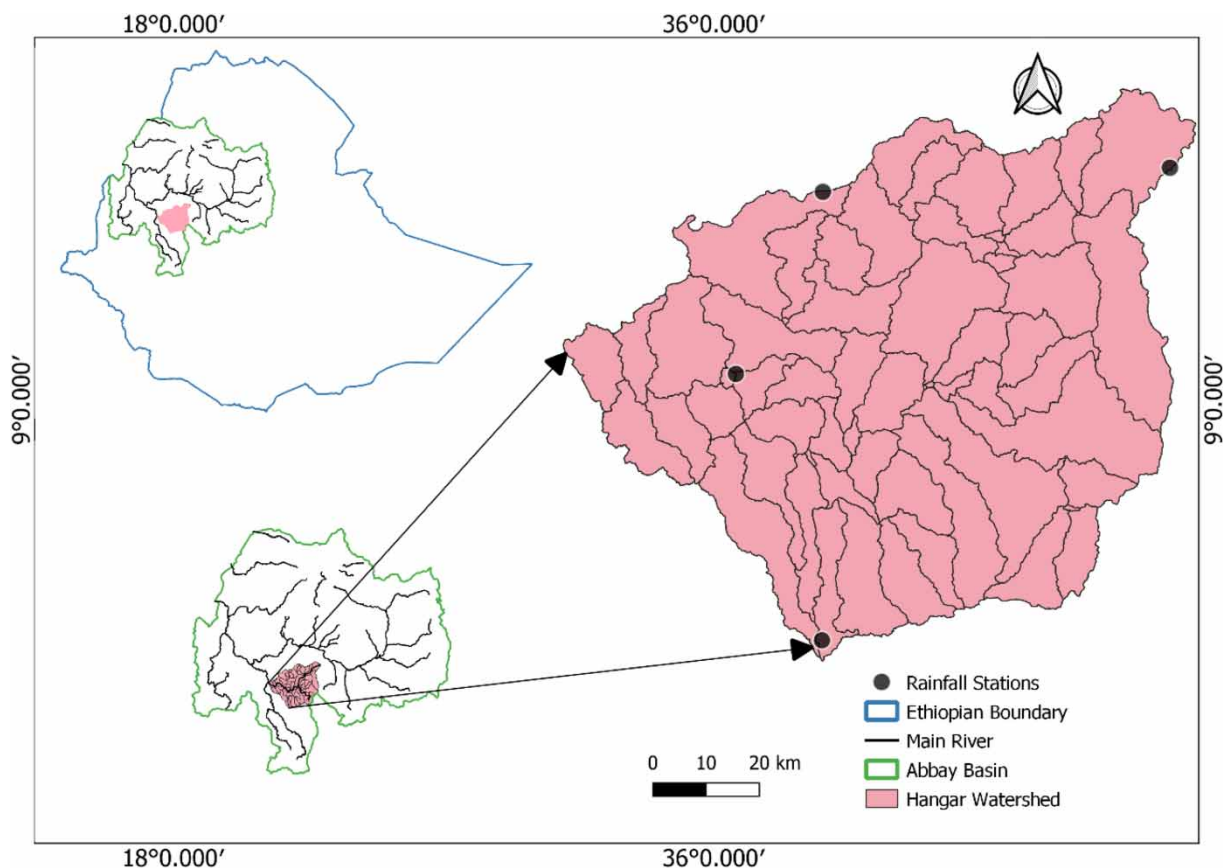 18°0.000′ 36°0.000′
9°0.000′ 9°0.000′
Rainfall Stations
Ethiopian Boundary
Main River
Abbay Basin
Hangar Watershed
0 10 20 km
18°0.000′ 36°0.000′